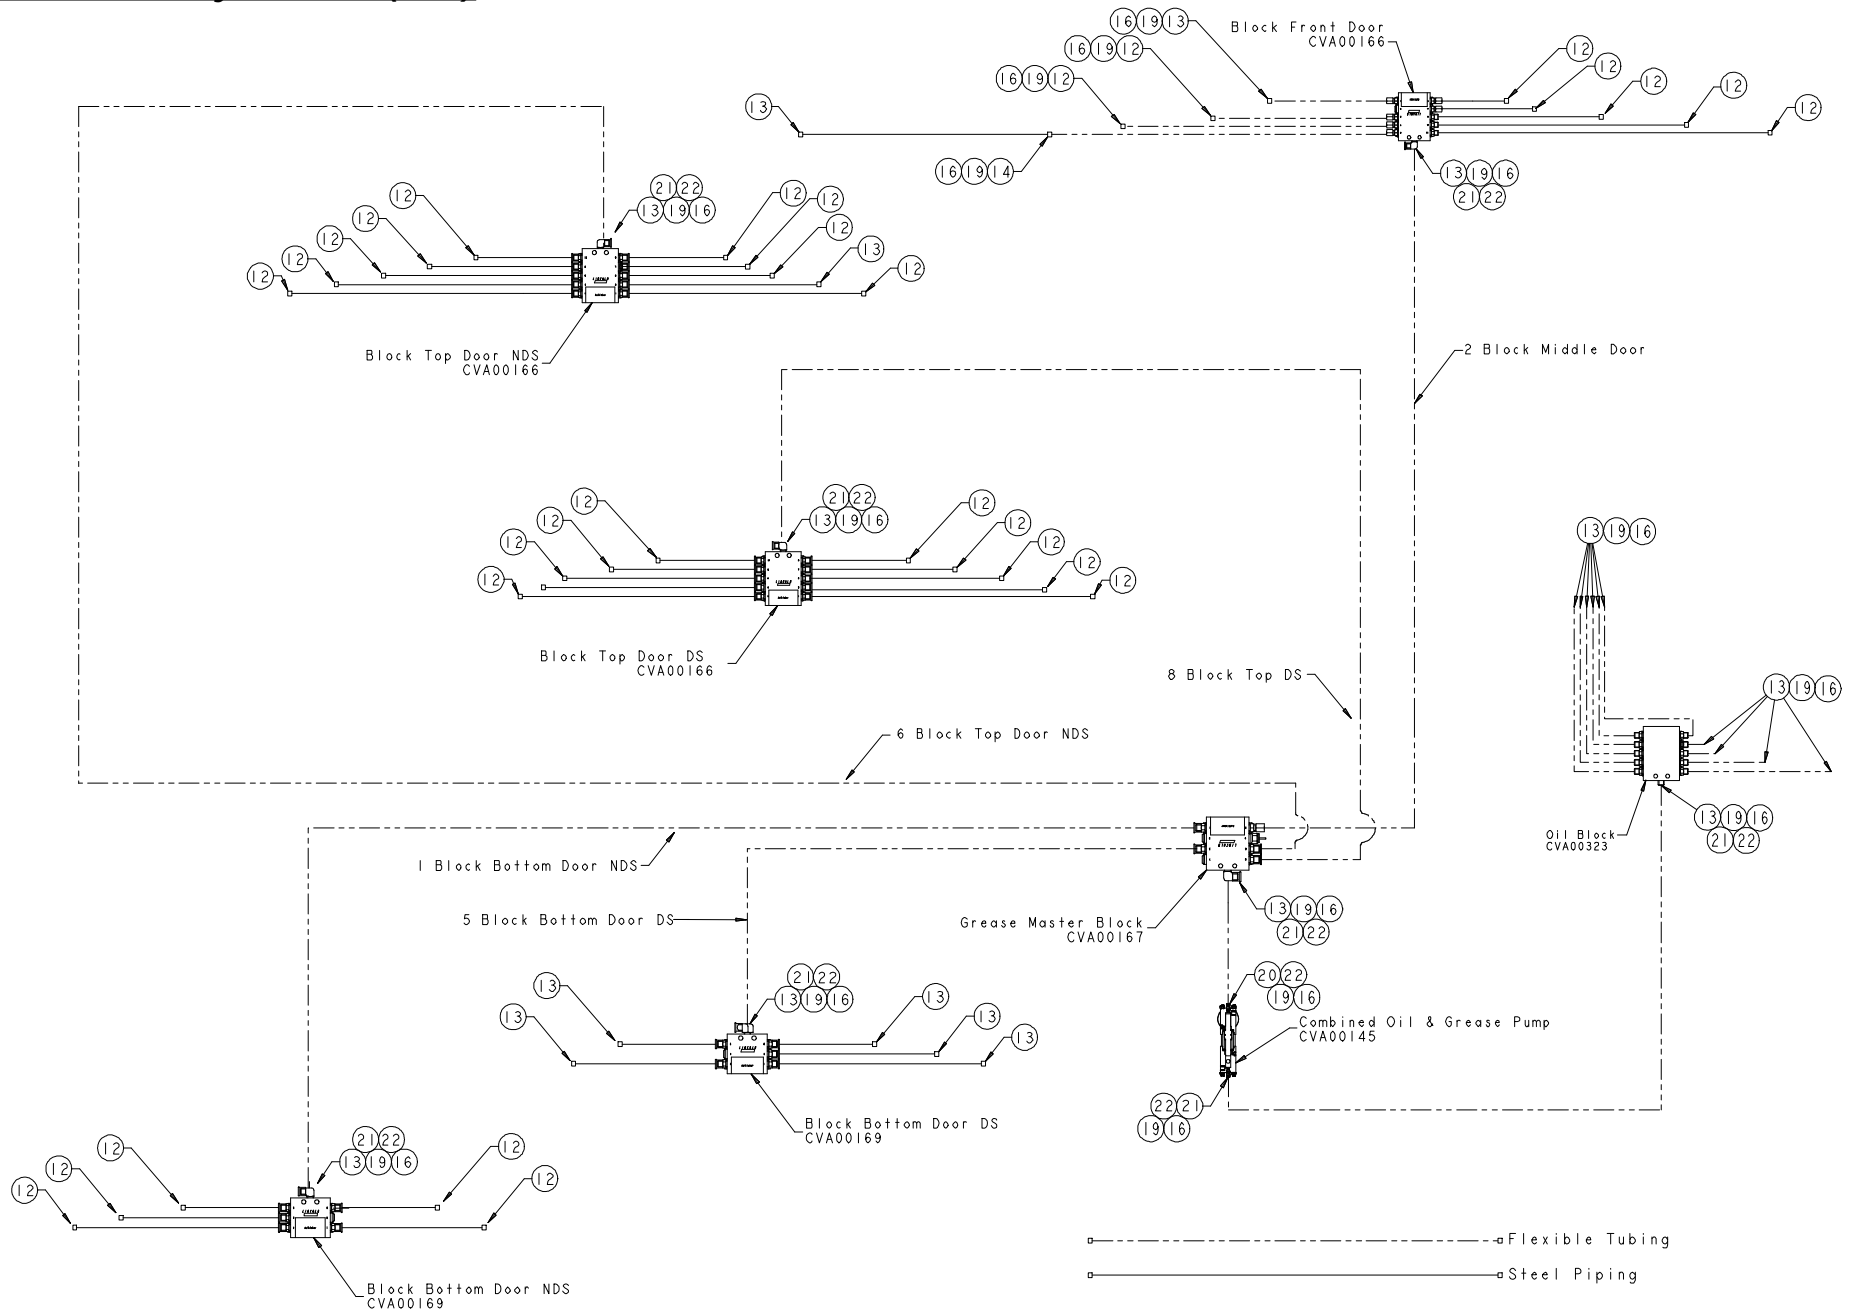 16 19 13
Block Front Door
CVA00166
16 19 12
12
16 19 12
12
12
12
13
12
16 19 14
13 19 16
21 22
21 22
13 19 16
12
12
12
12
12
12
12
13
12
12
Block Top Door NDS
CVA00166
2 Block Middle Door
21 22
13 19 16
12
12
12
12
12
12
12
12
12
Block Top Door DS
CVA00166
13 19 16
8 Block Top DS
13 19 16
6 Block Top Door NDS
13 19 16
21 22
Oil Block
CVA00323
1 Block Bottom Door NDS
5 Block Bottom Door DS
Grease Master Block
CVA00167
13 19 16
21 22
20 22
19 16
Combined Oil & Grease Pump
CVA00145
22 21
19 16
21 22
13 19 16
13
13
13
13
13
Block Bottom Door DS
CVA00169
21 22
13 19 16
12
12
12
12
12
Block Bottom Door NDS
CVA00169
Flexible Tubing
Steel Piping